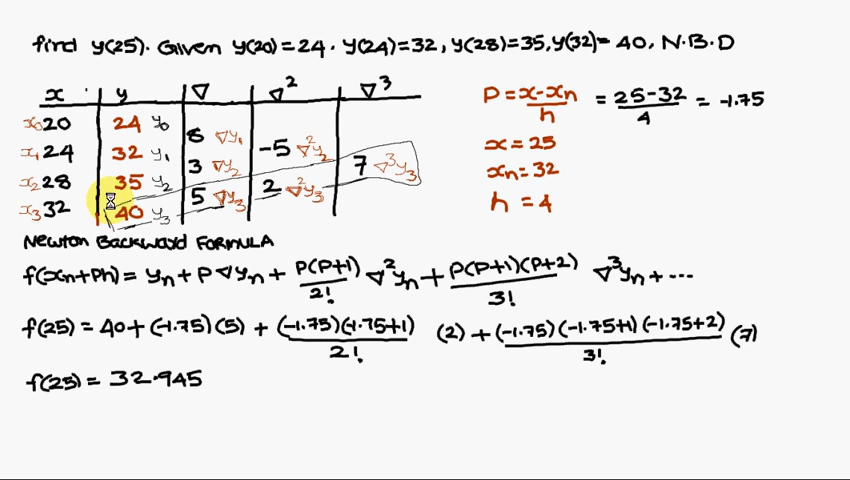 find y(25). Given y(20) = 24. y(24) = 32, y(28) = 35, y(32) = 40. N.B.D
x y ∇ ∇² ∇³
x₀ 20 24 y₀
8 ∇y₁
x₁ 24 32 y₁ -5 ∇²y₂
3 ∇y₂ 7 ∇³y₃
x₂ 28 35 y₂ 2 ∇²y₃
5 ∇y₃
x₃ 32 40 y₃
P = x-xₙ/h = 25-32/4 = -1.75
x = 25
xₙ = 32
h = 4
Newton Backward FORMULA
f(xₙ+Ph) = yₙ + P∇yₙ + P(P+1)/2! ∇²yₙ + P(P+1)(P+2)/3! ∇³yₙ + ...
f(25) = 40 + (-1.75)(5) + (-1.75)(-1.75+1)/2! (2) + (-1.75)(-1.75+1)(-1.75+2)/3! (7)
f(25) = 32.945